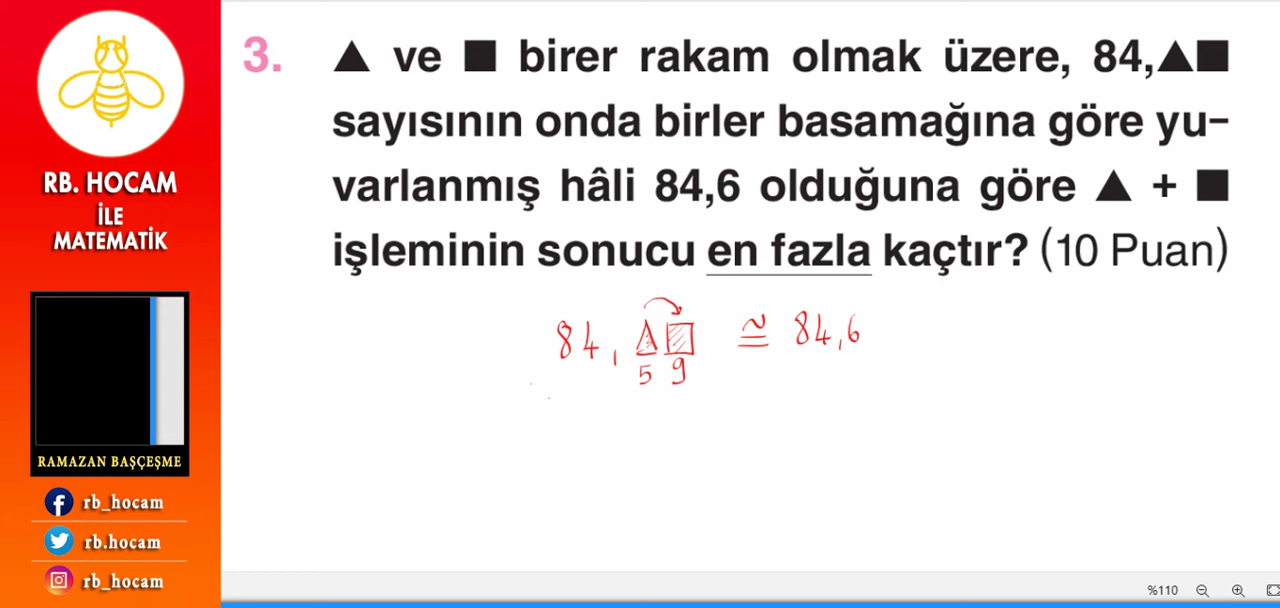 RB. HOCAM
İLE
MATEMATİK
RAMAZAN BAŞÇEŞME
rb_hocam
rb.hocam
rb_hocam
3. ▲ ve ■ birer rakam olmak üzere, 84,▲■
sayısının onda birler basamağına göre yu-
varlanmış hâli 84,6 olduğuna göre ▲ + ■
işleminin sonucu en fazla kaçtır? (10 Puan)
84, △□ ≅ 84,6
5 9
%110